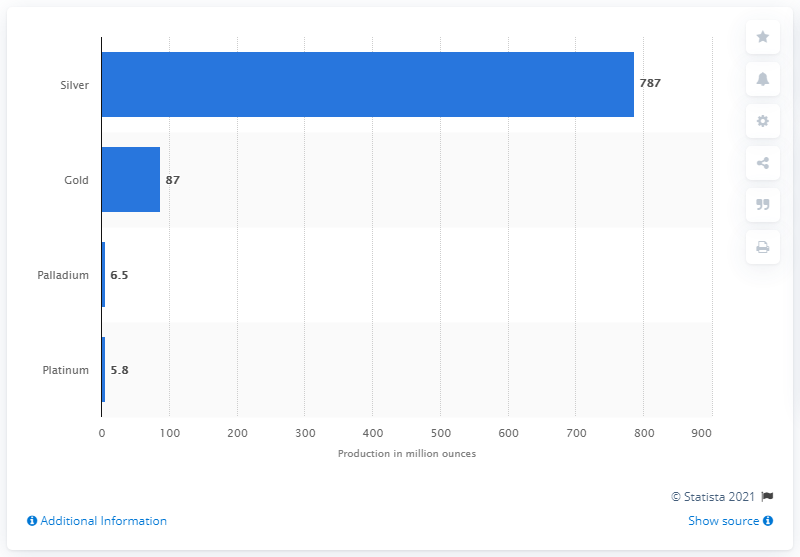 Silver
787
Gold
87
Palladium
6.5
Platinum
5.8
0 100 200 300 400 500 600 700 800 900
Production in million ounces
© Statista 2021
Additional Information
Show source